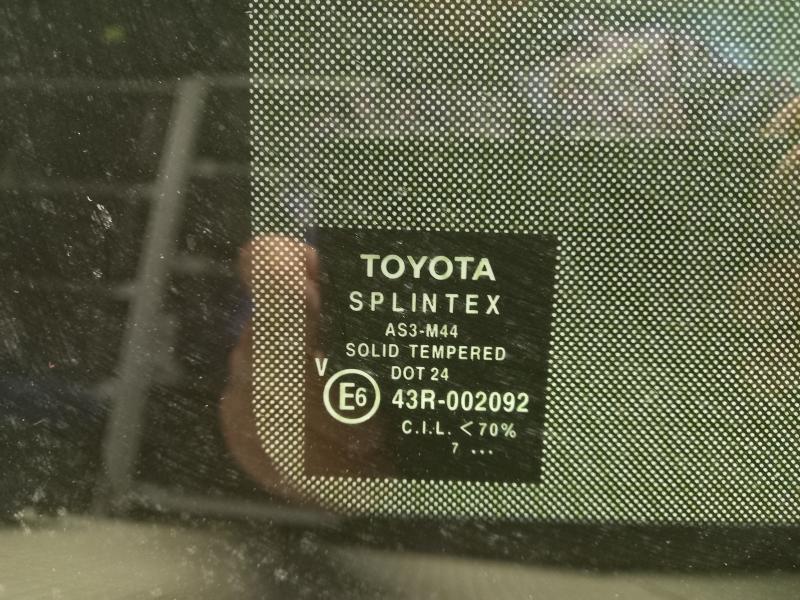 TOYOTA
SPLINTEX
AS3-M44
SOLID TEMPERED
DOT 24
V
E6 43R-002092
C.I.L. <70%
7 ...